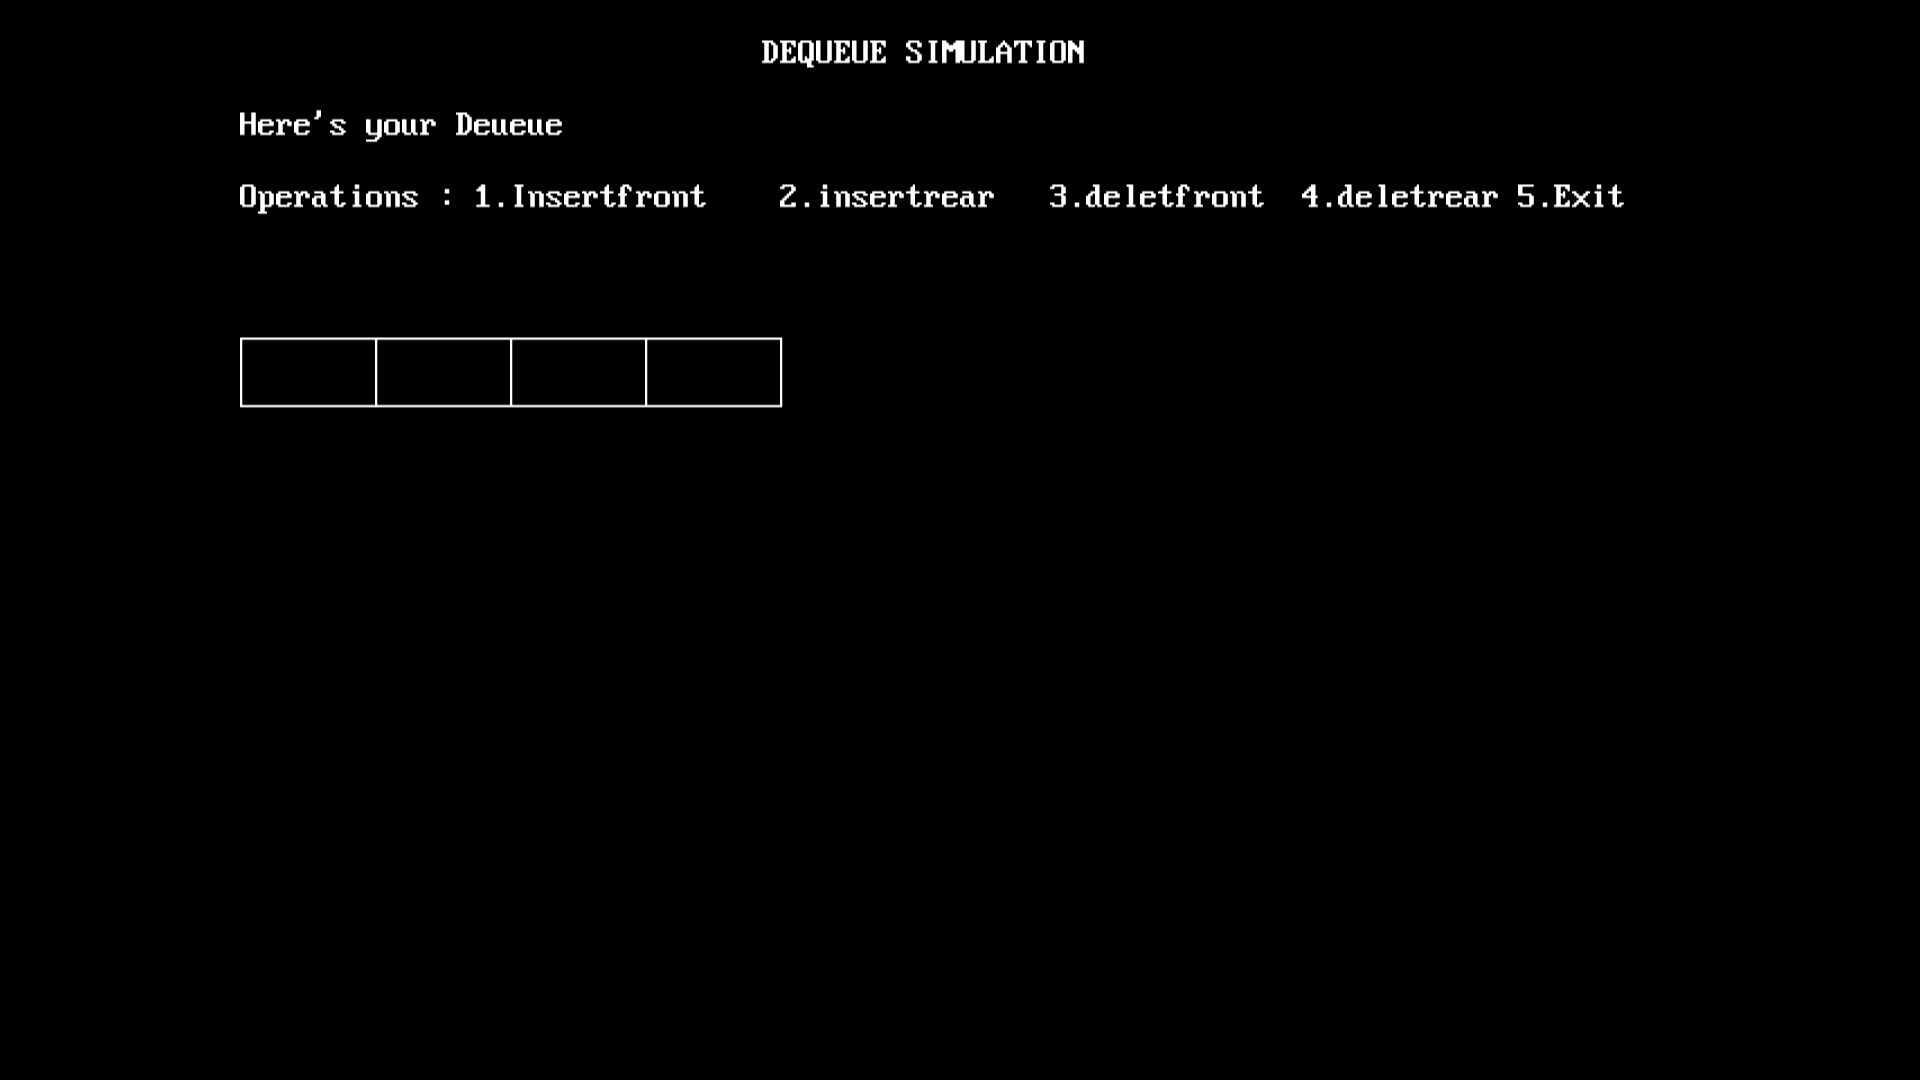 DEQUEUE SIMULATION
Here's your Deueue
Operations : 1.Insertfront    2.insertrear   3.deletfront  4.deletrear 5.Exit